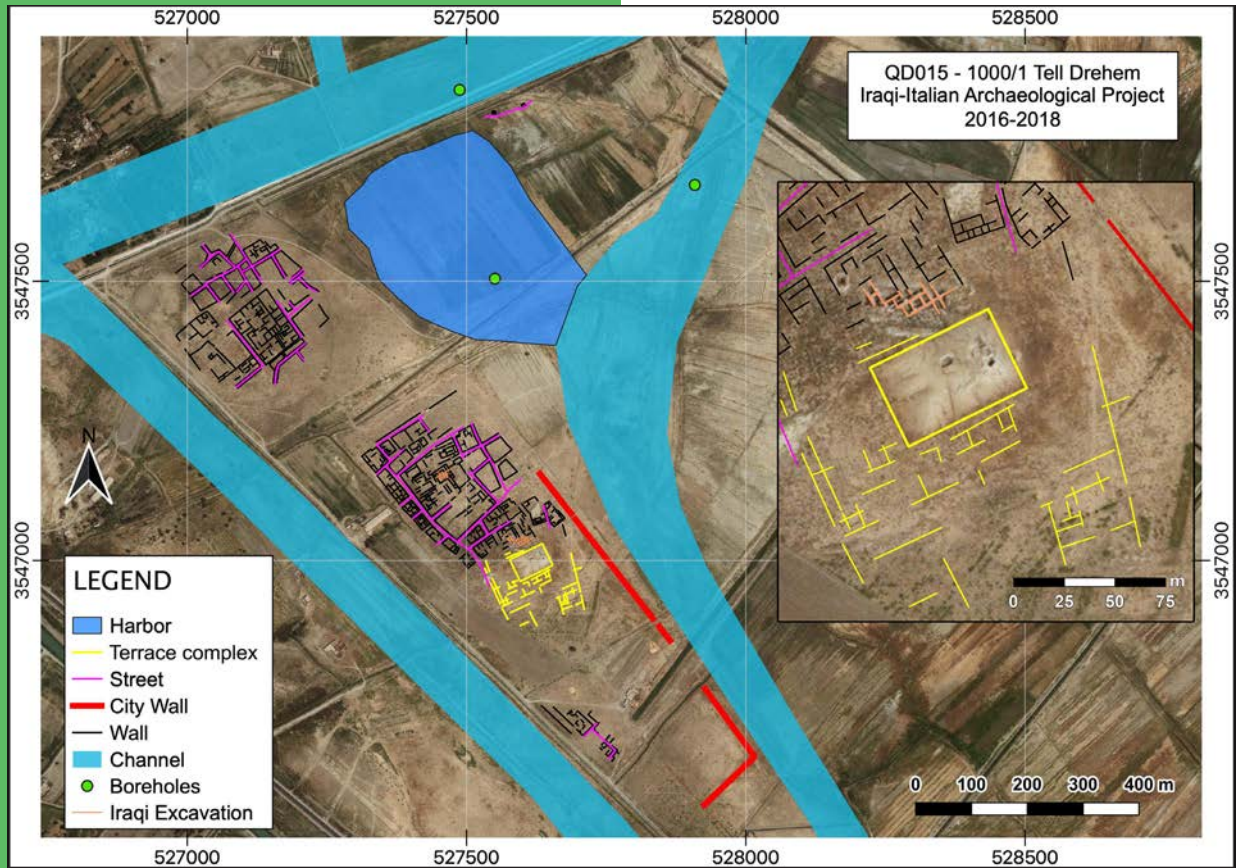 527000 527500 528000 528500
QD015 - 1000/1 Tell Drehem
Iraqi-Italian Archaeological Project
2016-2018
3547500
3547500
3547000
3547000
N
LEGEND
Harbor
Terrace complex
Street
City Wall
Wall
Channel
Boreholes
Iraqi Excavation
m
0 25 50 75
0 100 200 300 400 m
527000 527500 528000 528500